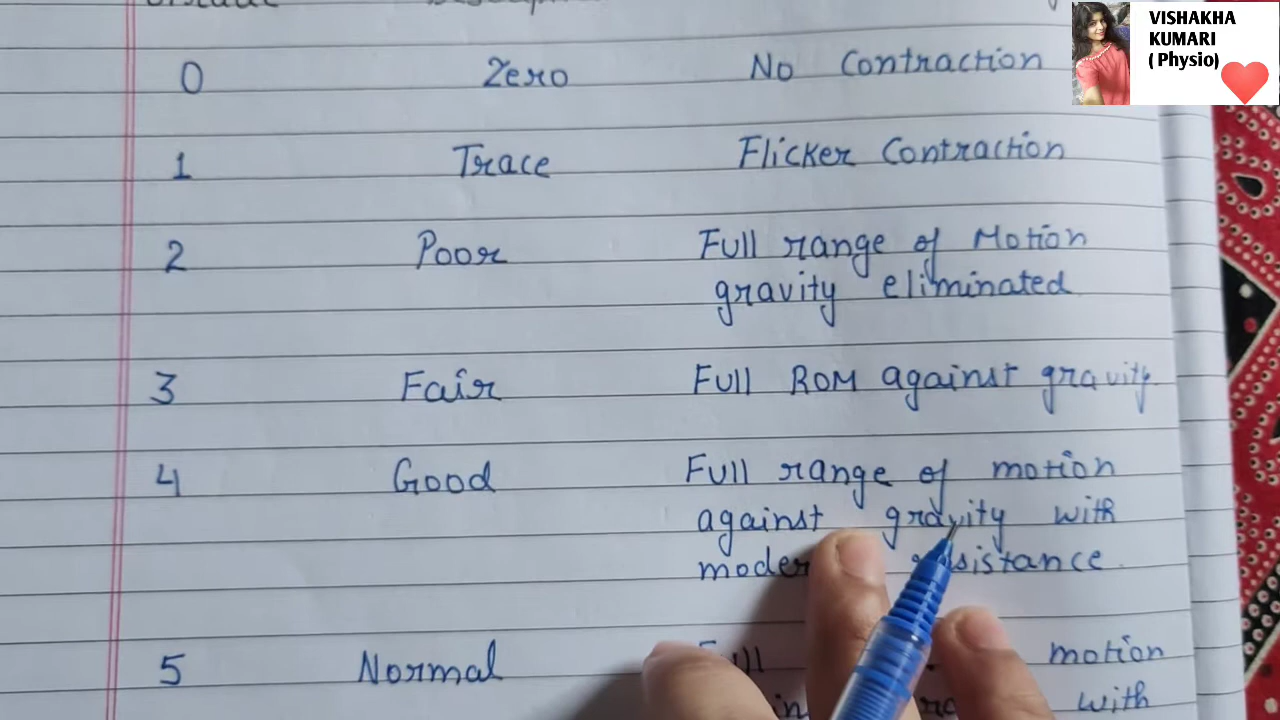 VISHAKHA
KUMARI
( Physio)
0 Zero No Contraction
1 Trace Flicker Contraction
2 Poor Full range of Motion
gravity eliminated
3 Fair Full ROM against gravity
4 Good Full range of motion
against gravity with
resistance.
5 Normal Full motion
with